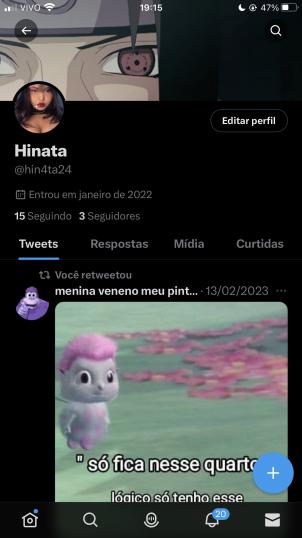 VIVO 19:15 47%
Editar perfil
Hinata
@hin4ta24
Entrou em janeiro de 2022
15 Seguindo 3 Seguidores
Tweets Respostas Mídia Curtidas
Você retweetou
menina veneno meu pint... · 13/02/2023 ...
" só fica nesse quarto
lógico só tenho esse
20